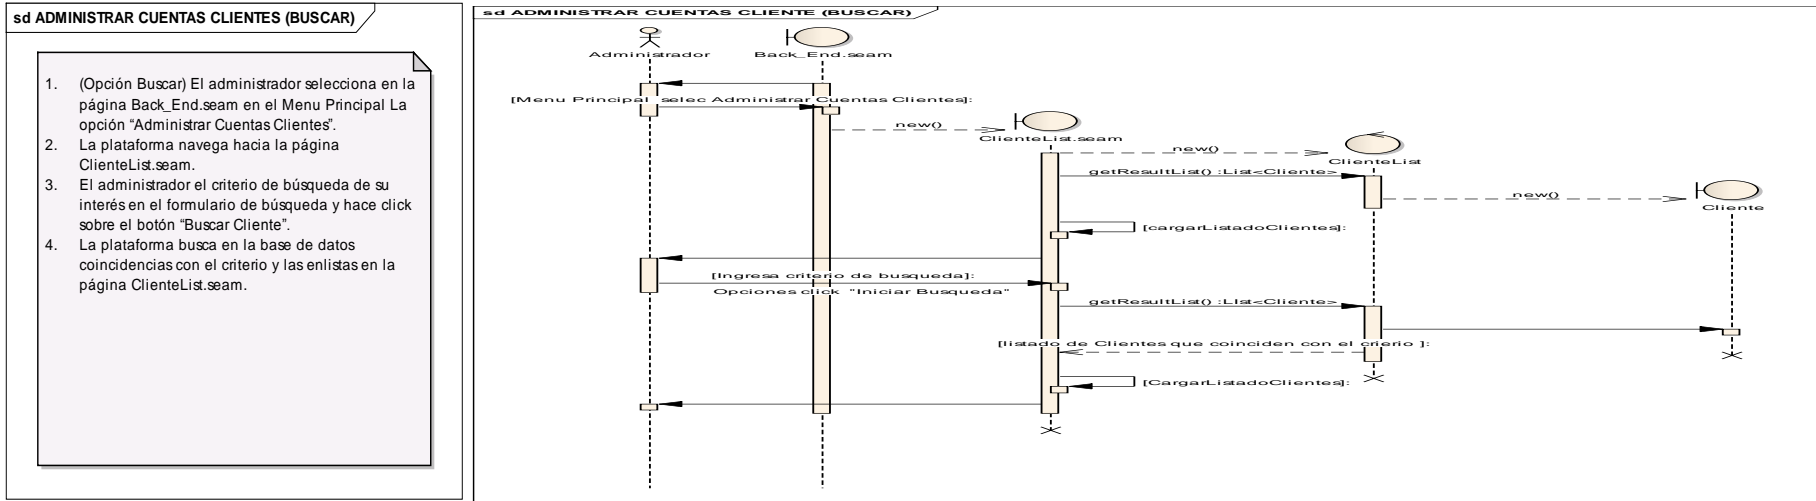 sd ADMINISTRAR CUENTAS CLIENTES (BUSCAR)
1. (Opción Buscar) El administrador selecciona en la
página Back_End.seam en el Menu Principal La
opción “Administrar Cuentas Clientes”.
2. La plataforma navega hacia la página
ClienteList.seam.
3. El administrador el criterio de búsqueda de su
interés en el formulario de búsqueda y hace click
sobre el botón “Buscar Cliente”.
4. La plataforma busca en la base de datos
coincidencias con el criterio y las enlistas en la
página ClienteList.seam.
sd ADMINISTRAR CUENTAS CLIENTE (BUSCAR)
Administrador
Back_End.seam
[Menu Principal selec Administrar Cuentas Clientes]:
new()
ClienteList.seam
new()
ClienteList
getResultList() :List<Cliente>
new()
Cliente
[cargarListadoClientes]:
[Ingresa criterio de busqueda]:
Opciones click "Iniciar Busqueda"
getResultList() :LIst<Cliente>
[listado de Clientes que coinciden con el crierio ]:
[CargarListadoClientes]: